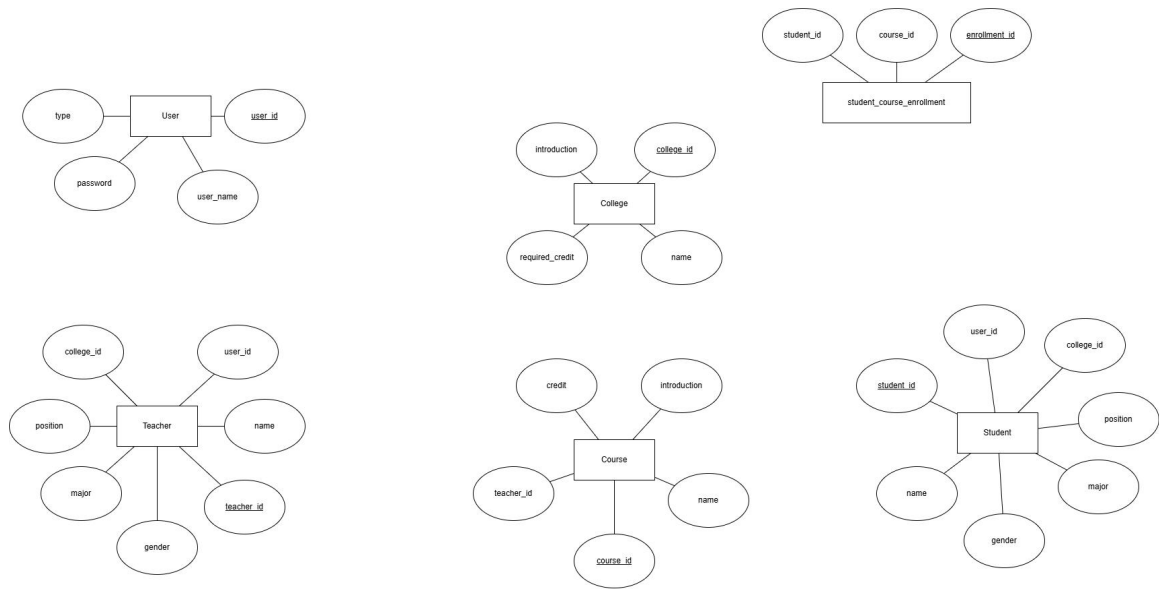 student_id
course_id
enrollment_id
student_course_enrollment
type
User
user_id
password
user_name
introduction
college_id
College
required_credit
name
college_id
user_id
position
Teacher
name
major
teacher_id
gender
credit
introduction
Course
teacher_id
name
course_id
user_id
college_id
student_id
position
Student
name
major
gender